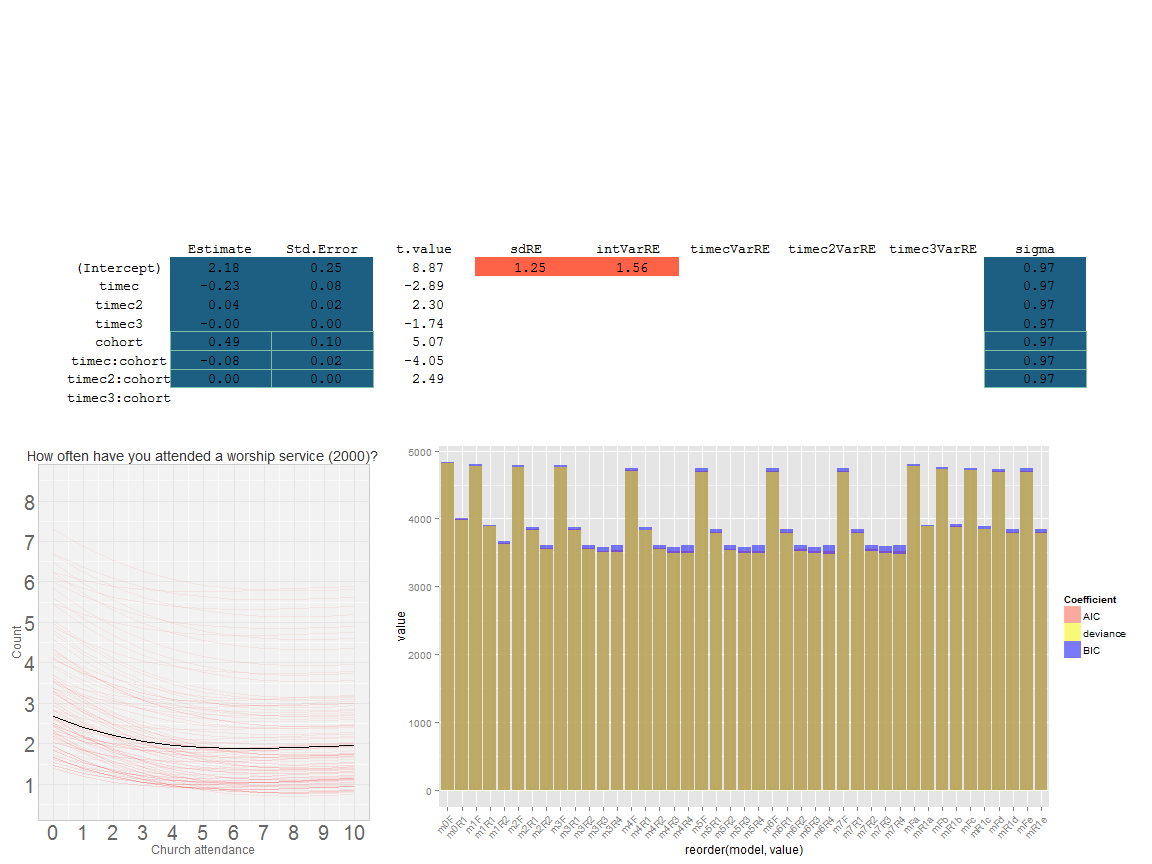 Estimate Std.Error t.value sdRE intVarRE timecVarRE timec2VarRE timec3VarRE sigma
(Intercept) 2.18 0.25 8.87 1.25 1.56 0.97
timec -0.23 0.08 -2.89 0.97
timec2 0.04 0.02 2.30 0.97
timec3 -0.00 0.00 -1.74 0.97
cohort 0.49 0.10 5.07 0.97
timec:cohort -0.08 0.02 -4.05 0.97
timec2:cohort 0.00 0.00 2.49 0.97
timec3:cohort
How often have you attended a worship service (2000)?
Count
8
7
6
5
4
3
2
1
0 1 2 3 4 5 6 7 8 9 10
Church attendance
value
5000
4000
3000
2000
1000
0
m0F m0R1 m1F m1R1 m1R2 m2F m2R1 m2R2 m3F m3R1 m3R2 m3R3 m3R4 m4F m4R1 m4R2 m4R3 m4R4 m5F m5R1 m5R2 m5R3 m5R4 m6F m6R1 m6R2 m6R3 m6R4 m7F m7R1 m7R2 m7R3 m7R4 mFa mR1a mFb mR1b mFc mR1c mFd mR1d mFe mR1e
reorder(model, value)
Coefficient
AIC
deviance
BIC